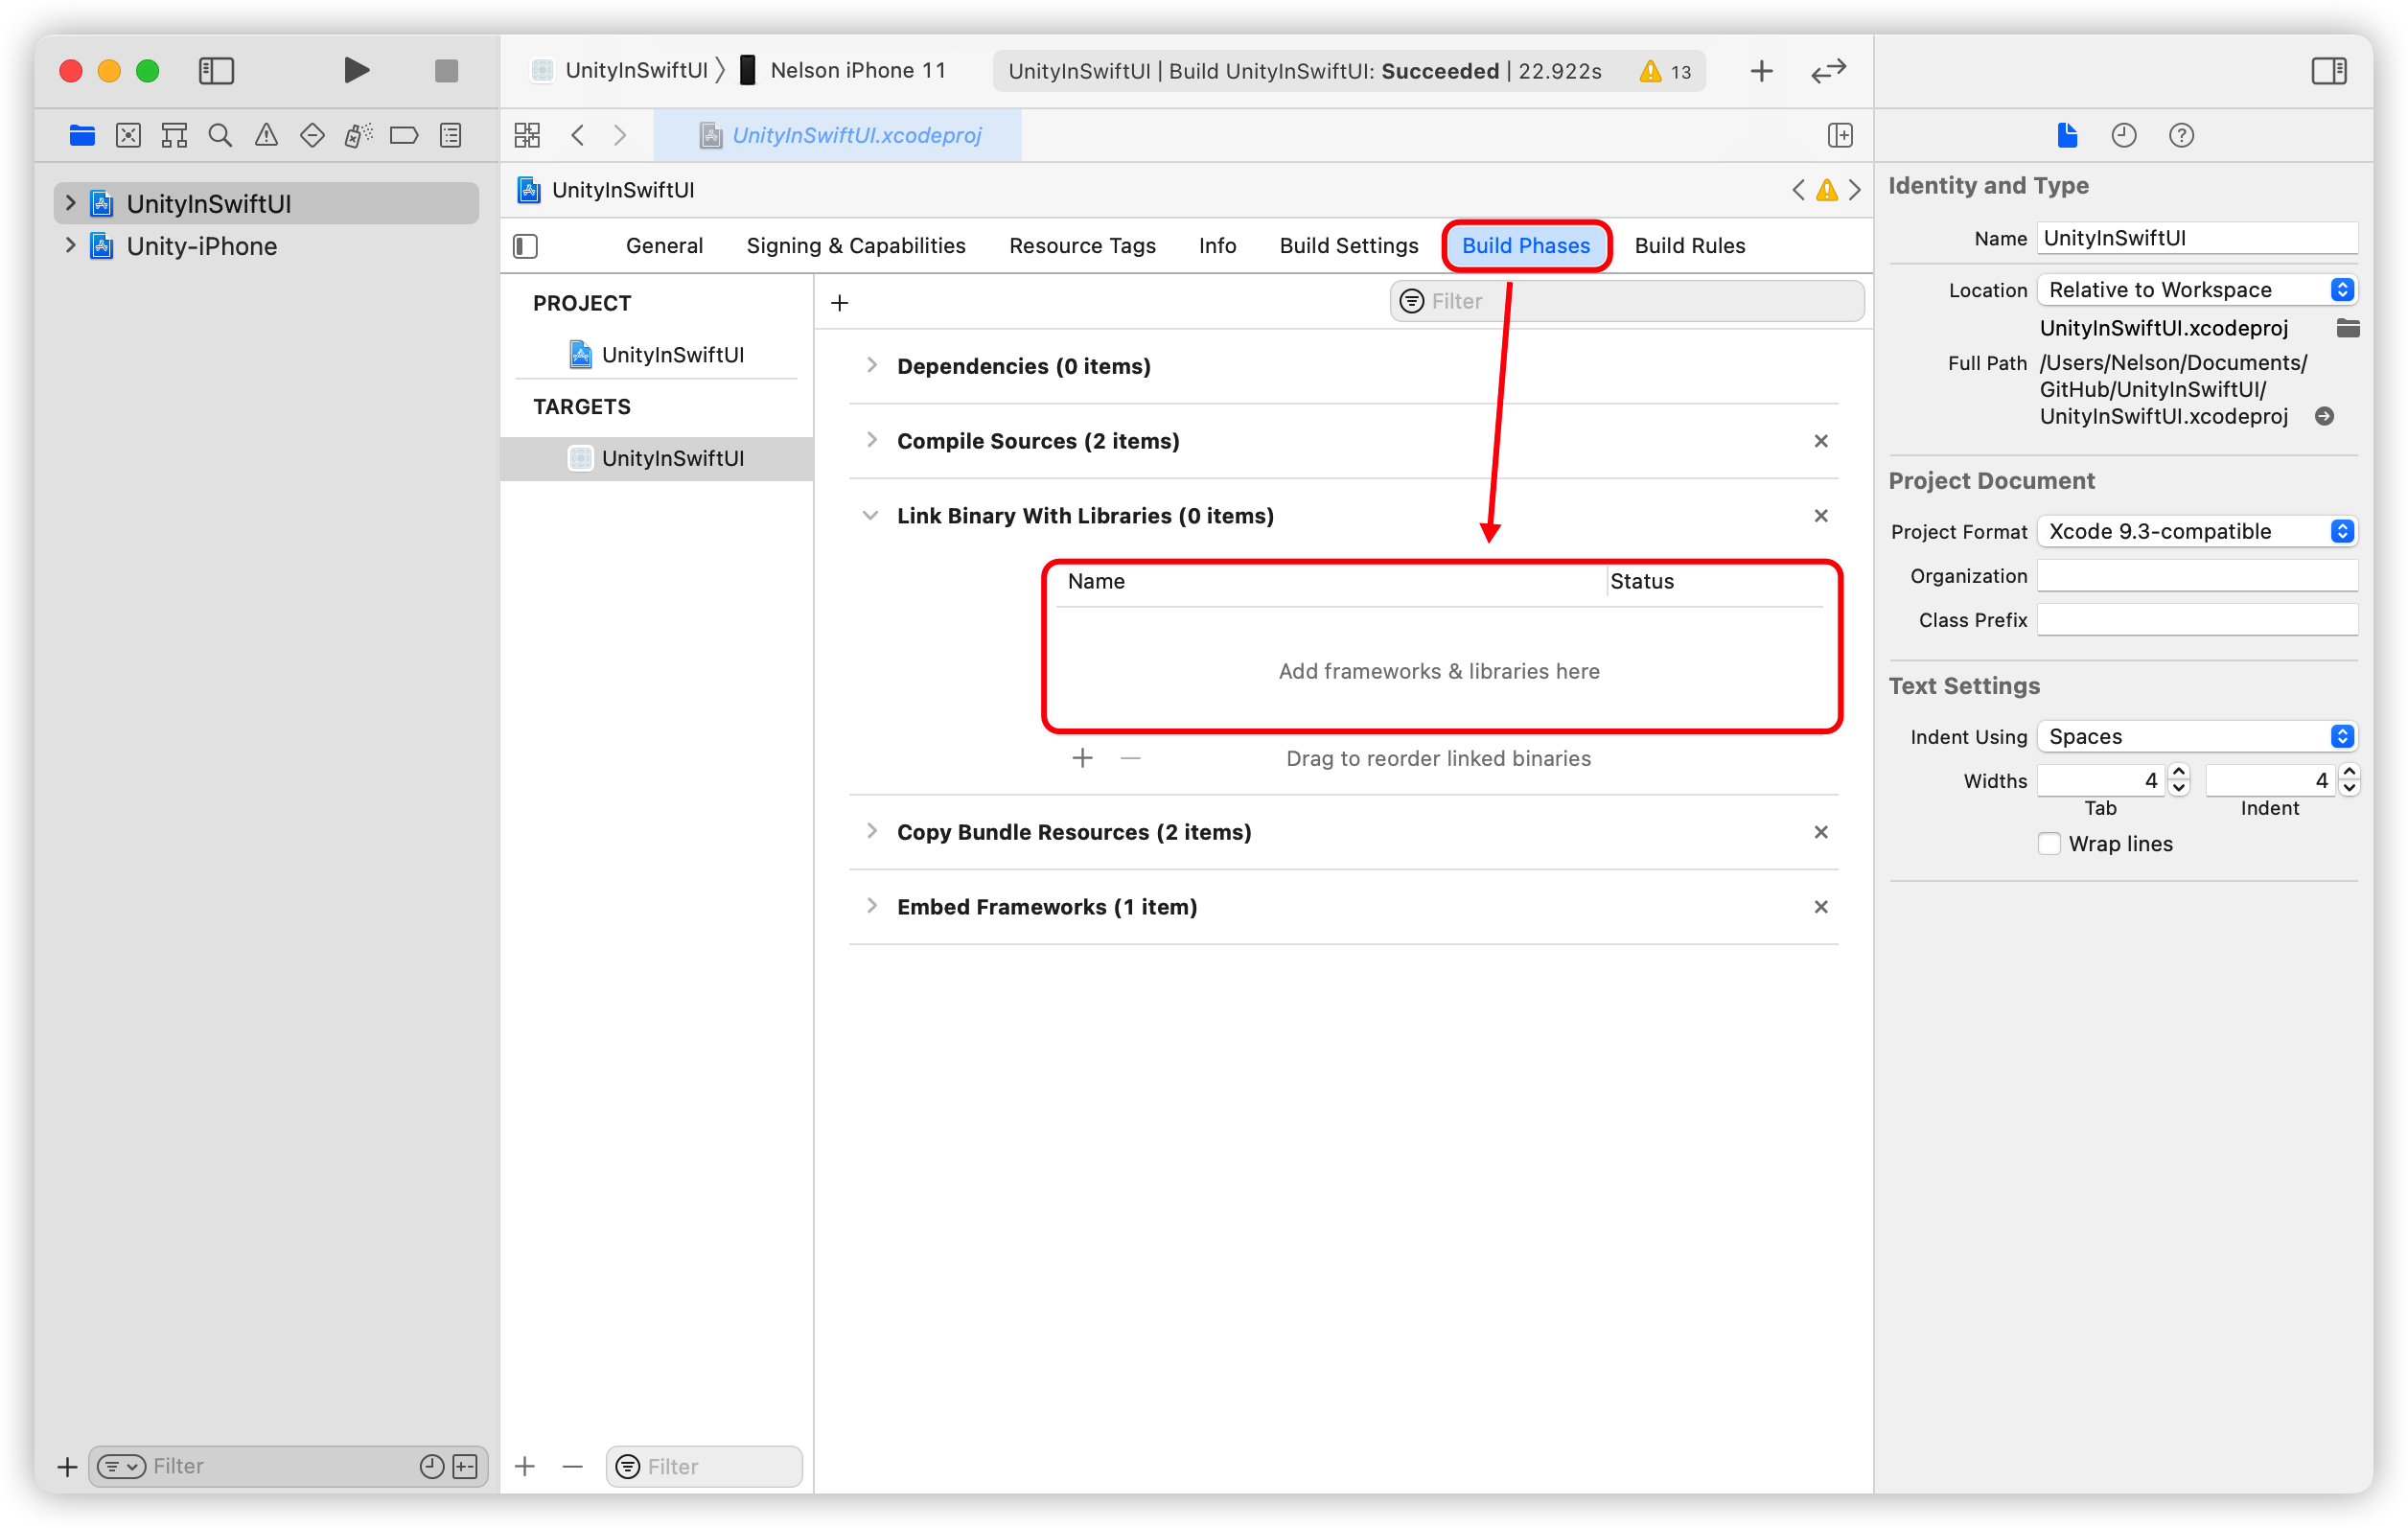 UnityInSwiftUI 〉 Nelson iPhone 11
UnityInSwiftUI | Build UnityInSwiftUI: Succeeded | 22.922s 13
UnityInSwiftUI.xcodeproj
UnityInSwiftUI
Unity-iPhone
Filter
UnityInSwiftUI
General Signing & Capabilities Resource Tags Info Build Settings Build Phases Build Rules
PROJECT
UnityInSwiftUI
TARGETS
UnityInSwiftUI
Filter
Filter
Dependencies (0 items)
Compile Sources (2 items)
Link Binary With Libraries (0 items)
Name Status
Add frameworks & libraries here
Drag to reorder linked binaries
Copy Bundle Resources (2 items)
Embed Frameworks (1 item)
Identity and Type
Name UnityInSwiftUI
Location Relative to Workspace
UnityInSwiftUI.xcodeproj
Full Path /Users/Nelson/Documents/
GitHub/UnityInSwiftUI/
UnityInSwiftUI.xcodeproj
Project Document
Project Format Xcode 9.3-compatible
Organization
Class Prefix
Text Settings
Indent Using Spaces
Widths 4 4
Tab Indent
Wrap lines